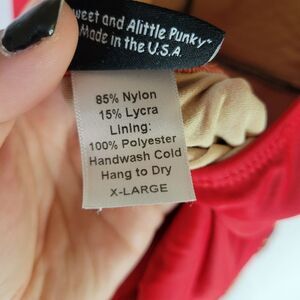 weet and Alittle Punky"
Made in the U.S.A
85% Nylon
15% Lycra
Lining:
100% Polyester
Handwash Cold
Hang to Dry
X-LARGE